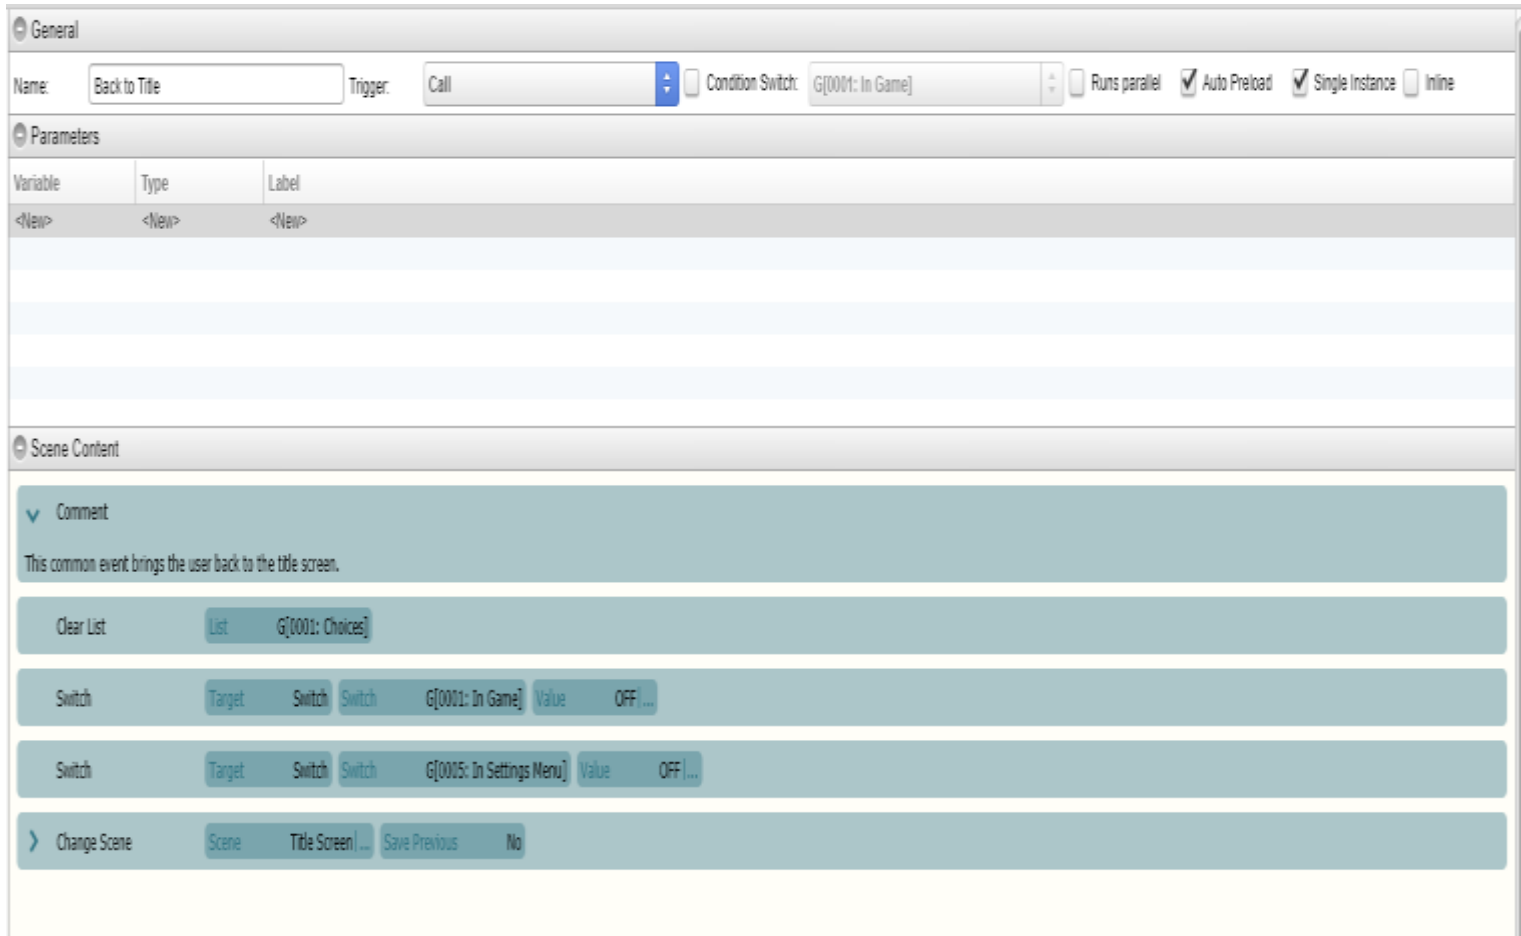 General
Name: Back to Title Trigger: Call Condition Switch: G[0001: In Game] Runs parallel Auto Preload Single Instance Inline
Parameters
Variable Type Label
<New> <New> <New>
Scene Content
Comment
This common event brings the user back to the title screen.
Clear List List G[0001: Choices]
Switch Target Switch Switch G[0001: In Game] Value OFF|...
Switch Target Switch Switch G[0005: In Settings Menu] Value OFF|...
Change Scene Scene Title Screen|... Save Previous No